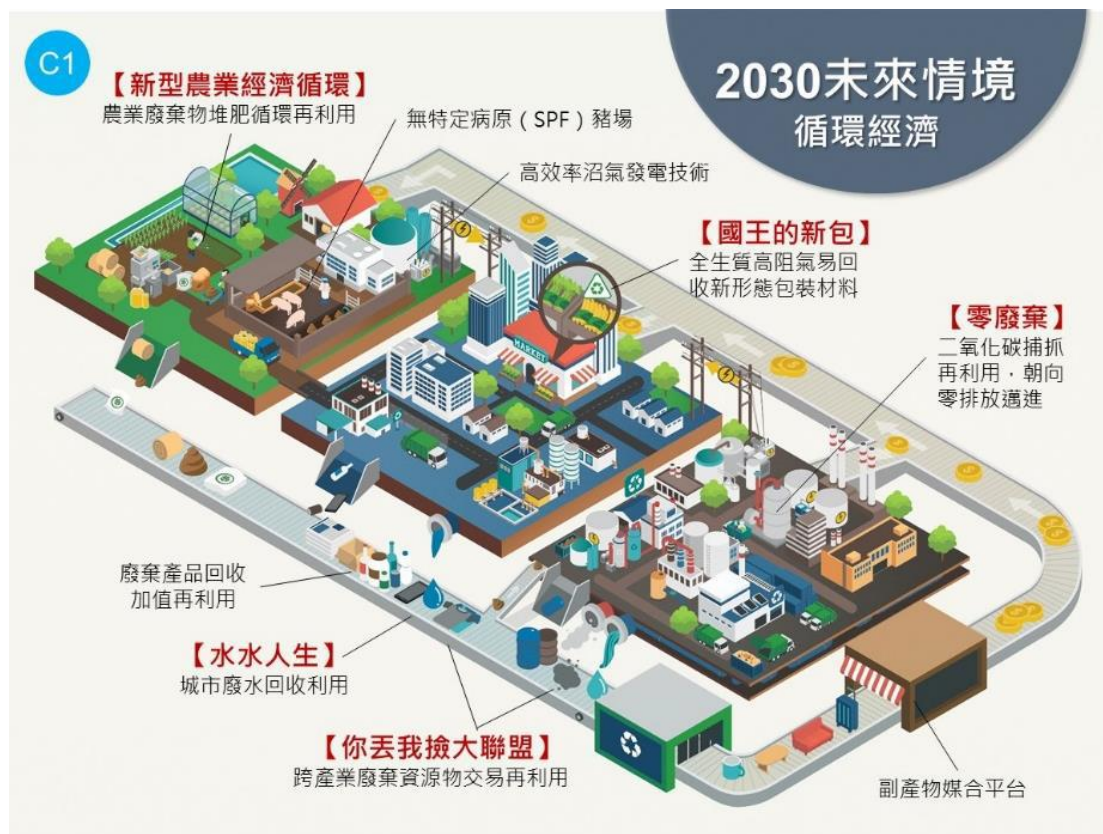 C1
2030未來情境
循環經濟
【新型農業經濟循環】
農業廢棄物堆肥循環再利用
無特定病原（SPF）豬場
高效率沼氣發電技術
【國王的新包】
全生質高阻氣易回
收新形態包裝材料
【零廢棄】
二氧化碳捕抓
再利用，朝向
零排放邁進
MARKET
廢棄產品回收
加值再利用
【水水人生】
城市廢水回收利用
【你丟我撿大聯盟】
跨產業廢棄資源物交易再利用
副產物媒合平台